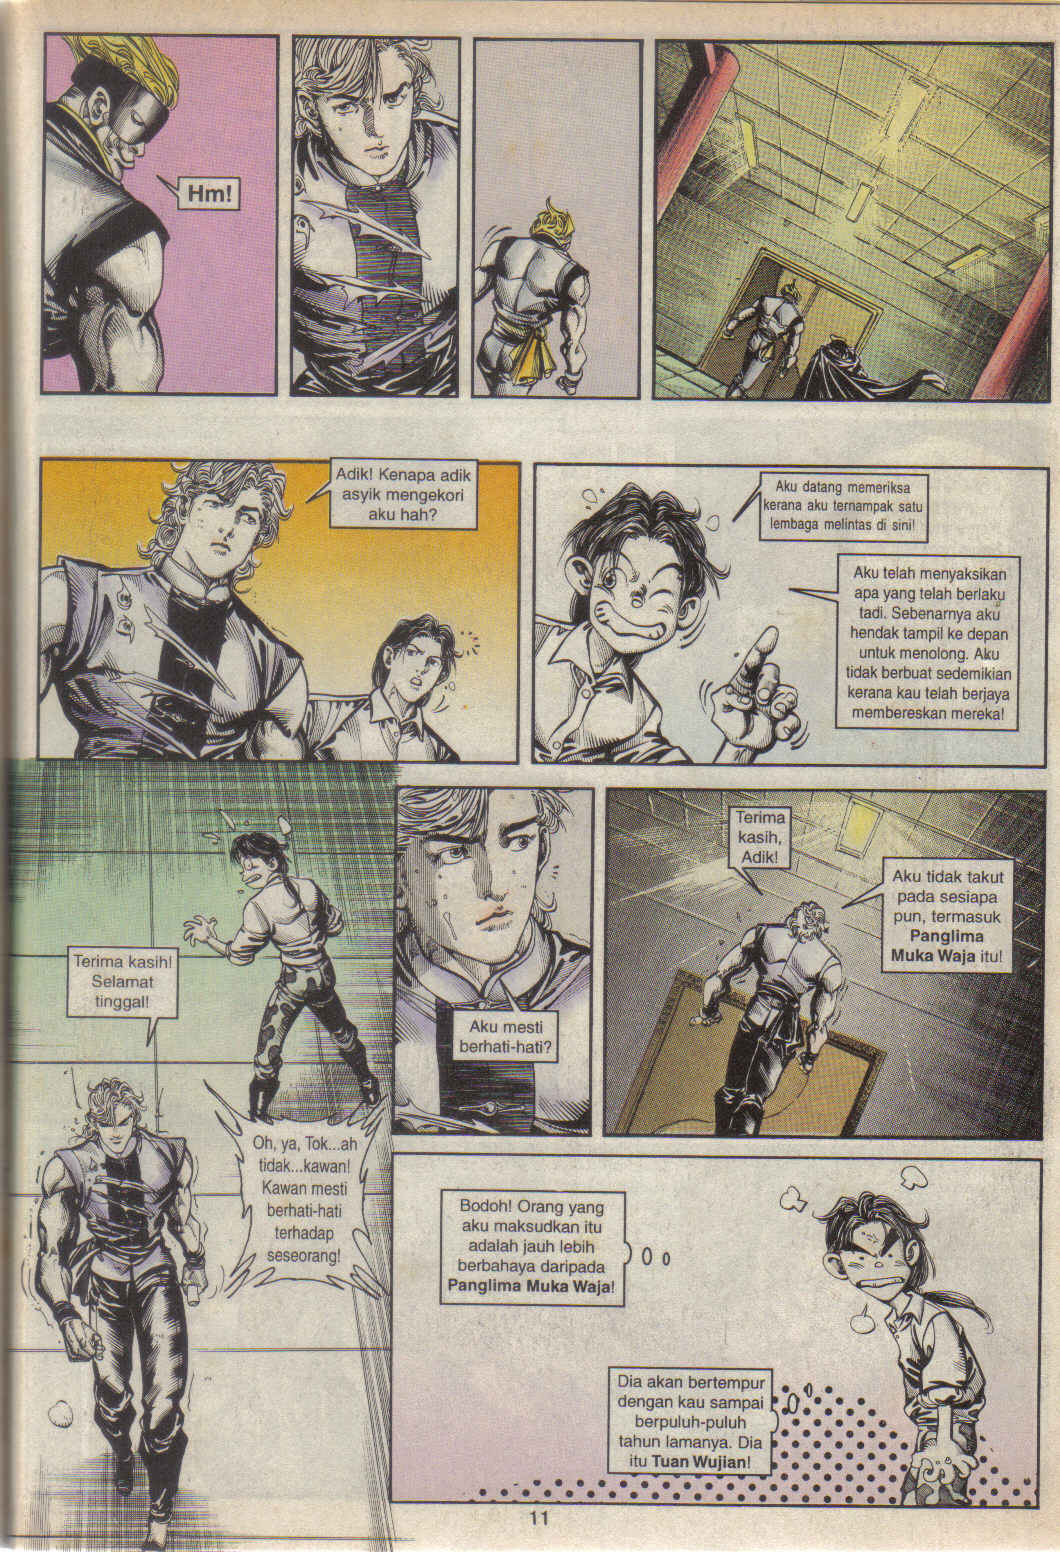 Hm!
Adik! Kenapa adik
asyik mengekori
aku hah?
Aku datang memeriksa
kerana aku ternampak satu
lembaga melintas di sini!
Aku telah menyaksikan
apa yang telah berlaku
tadi. Sebenarnya aku
hendak tampil ke depan
untuk menolong. Aku
tidak berbuat sedemikian
kerana kau telah berjaya
membereskan mereka!
Terima kasih!
Selamat
tinggal!
Oh, ya, Tok...ah
tidak...kawan!
Kawan mesti
berhati-hati
terhadap
seseorang!
Aku mesti
berhati-hati?
Terima
kasih,
Adik!
Aku tidak takut
pada sesiapa
pun, termasuk
Panglima
Muka Waja itu!
Bodoh! Orang yang
aku maksudkan itu
adalah jauh lebih
berbahaya daripada
Panglima Muka Waja!
Dia akan bertempur
dengan kau sampai
berpuluh-puluh
tahun lamanya. Dia
itu Tuan Wujian!
11